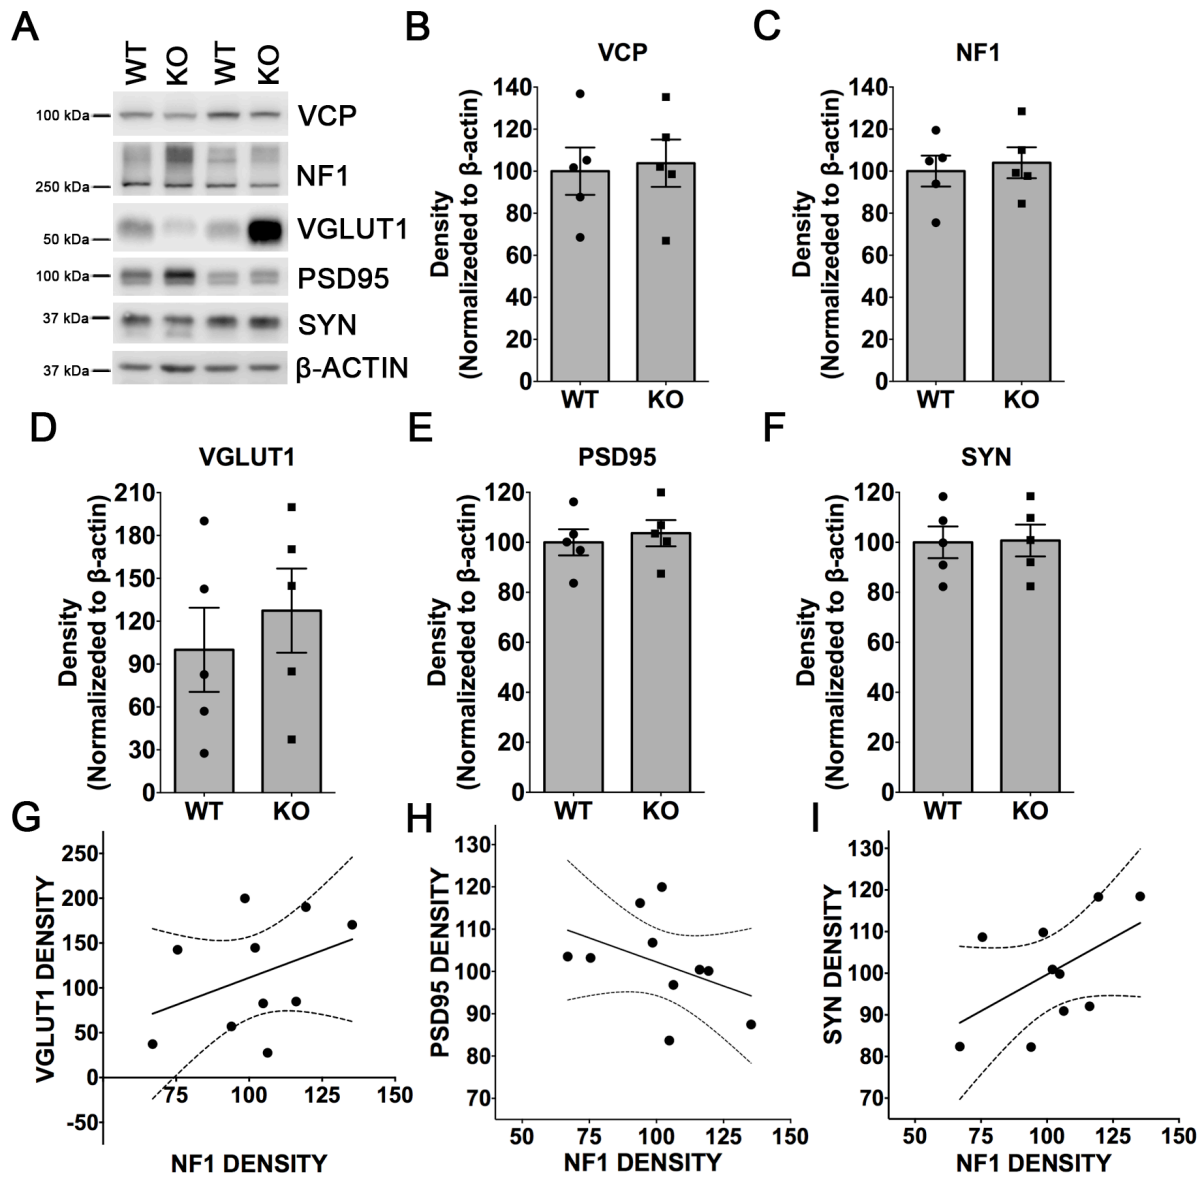 A
WT KO WT KO
100 kDa VCP
250 kDa NF1
50 kDa VGLUT1
100 kDa PSD95
37 kDa SYN
37 kDa β-ACTIN
B
VCP
Density
(Normalizeded to β-actin)
140
120
100
80
60
40
20
0
WT KO
C
NF1
Density
(Normalizeded to β-actin)
140
120
100
80
60
40
20
0
WT KO
D
VGLUT1
Density
(Normalizeded to β-actin)
210
180
150
120
90
60
30
0
WT KO
E
PSD95
Density
(Normalizeded to β-actin)
120
100
80
60
40
20
0
WT KO
F
SYN
Density
(Normalizeded to β-actin)
120
100
80
60
40
20
0
WT KO
G
VGLUT1 DENSITY
250
200
150
100
50
0
-50
75 100 125 150
NF1 DENSITY
H
PSD95 DENSITY
130
120
110
100
90
80
70
50 75 100 125 150
NF1 DENSITY
I
SYN DENSITY
130
120
110
100
90
80
70
50 75 100 125 150
NF1 DENSITY